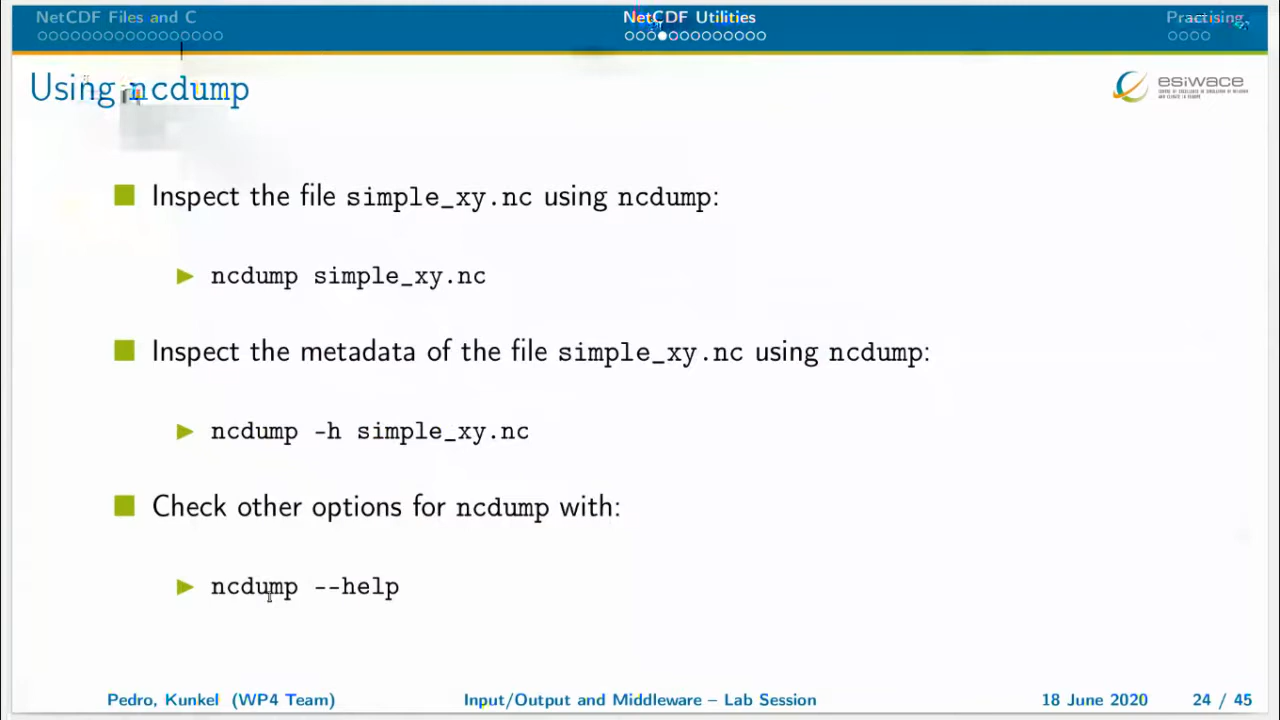 NetCDF Files and C
NetCDF Utilities
Practising
Using ncdump
esiwace
Inspect the file simple_xy.nc using ncdump:
ncdump simple_xy.nc
Inspect the metadata of the file simple_xy.nc using ncdump:
ncdump -h simple_xy.nc
Check other options for ncdump with:
ncdump --help
Pedro, Kunkel (WP4 Team)
Input/Output and Middleware – Lab Session
18 June 2020
24 / 45